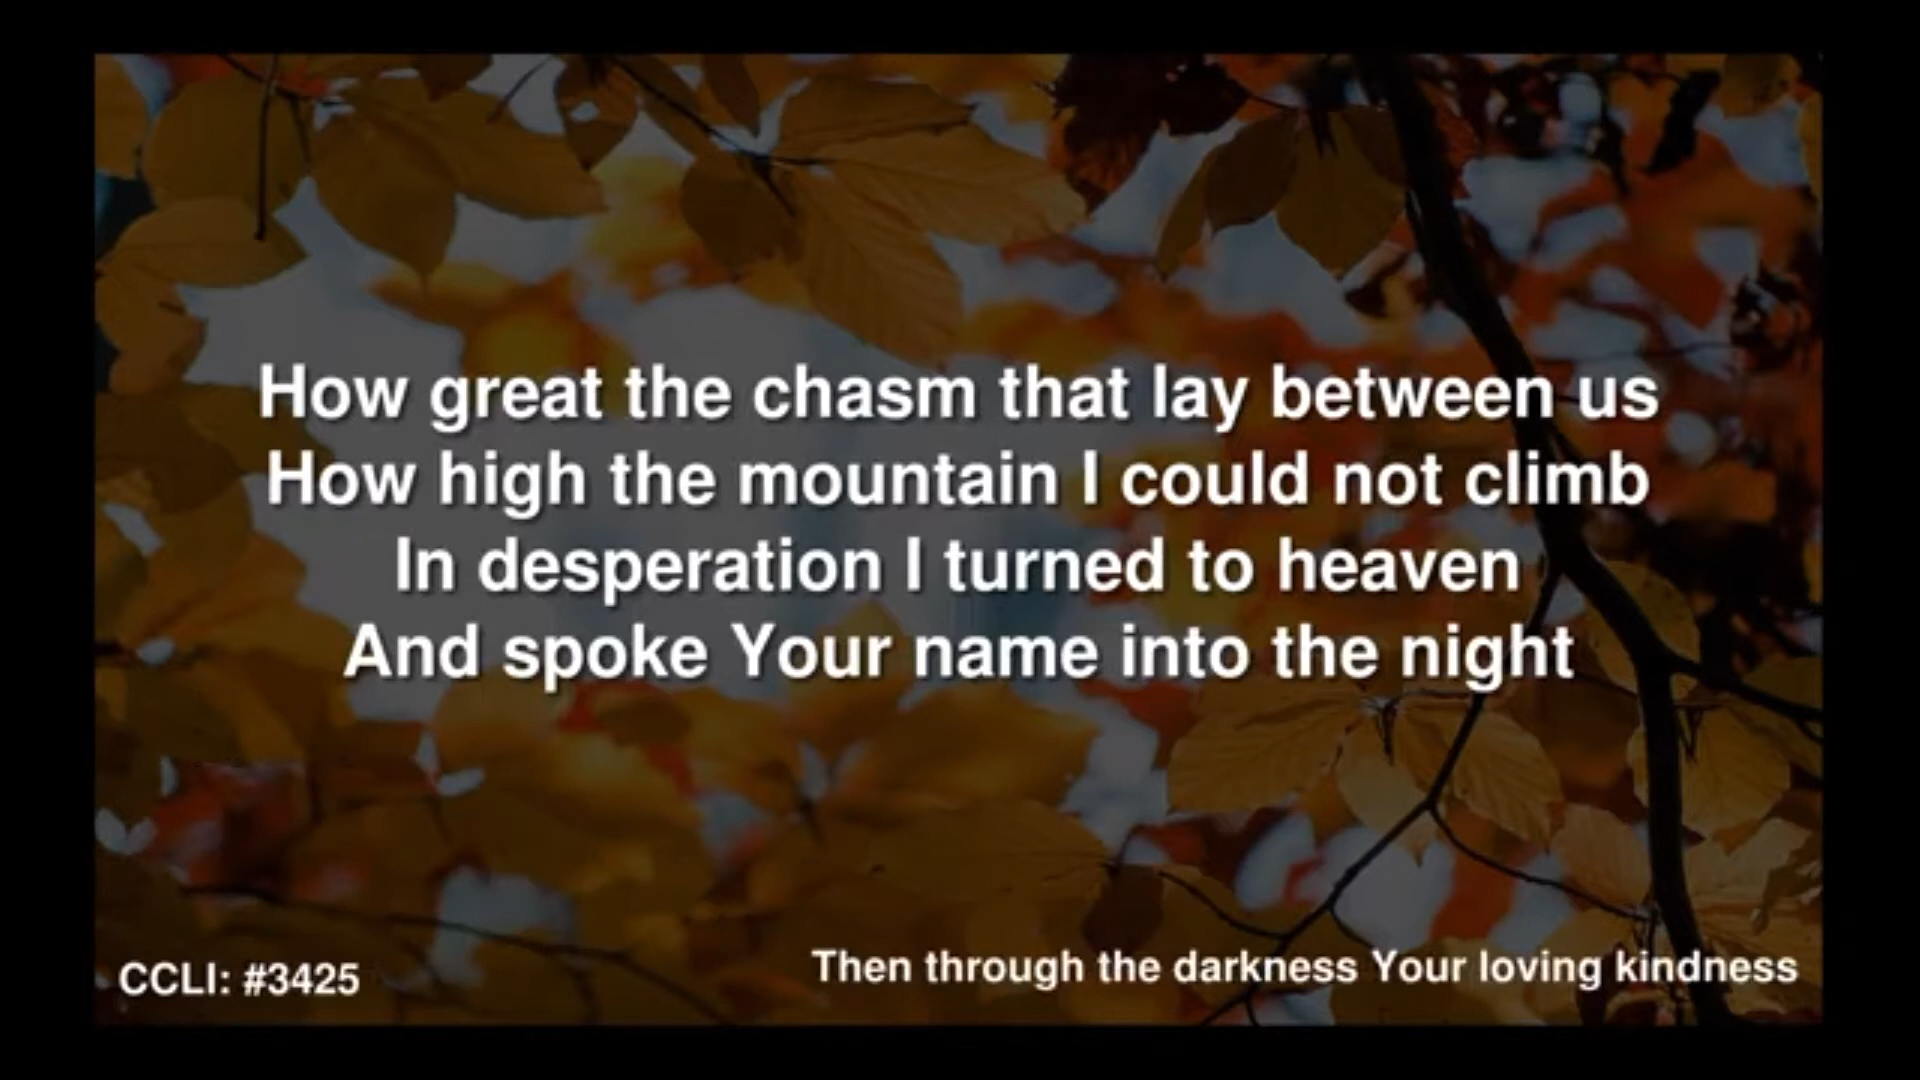 How great the chasm that lay between us
How high the mountain I could not climb
In desperation I turned to heaven
And spoke Your name into the night
CCLI: #3425
Then through the darkness Your loving kindness